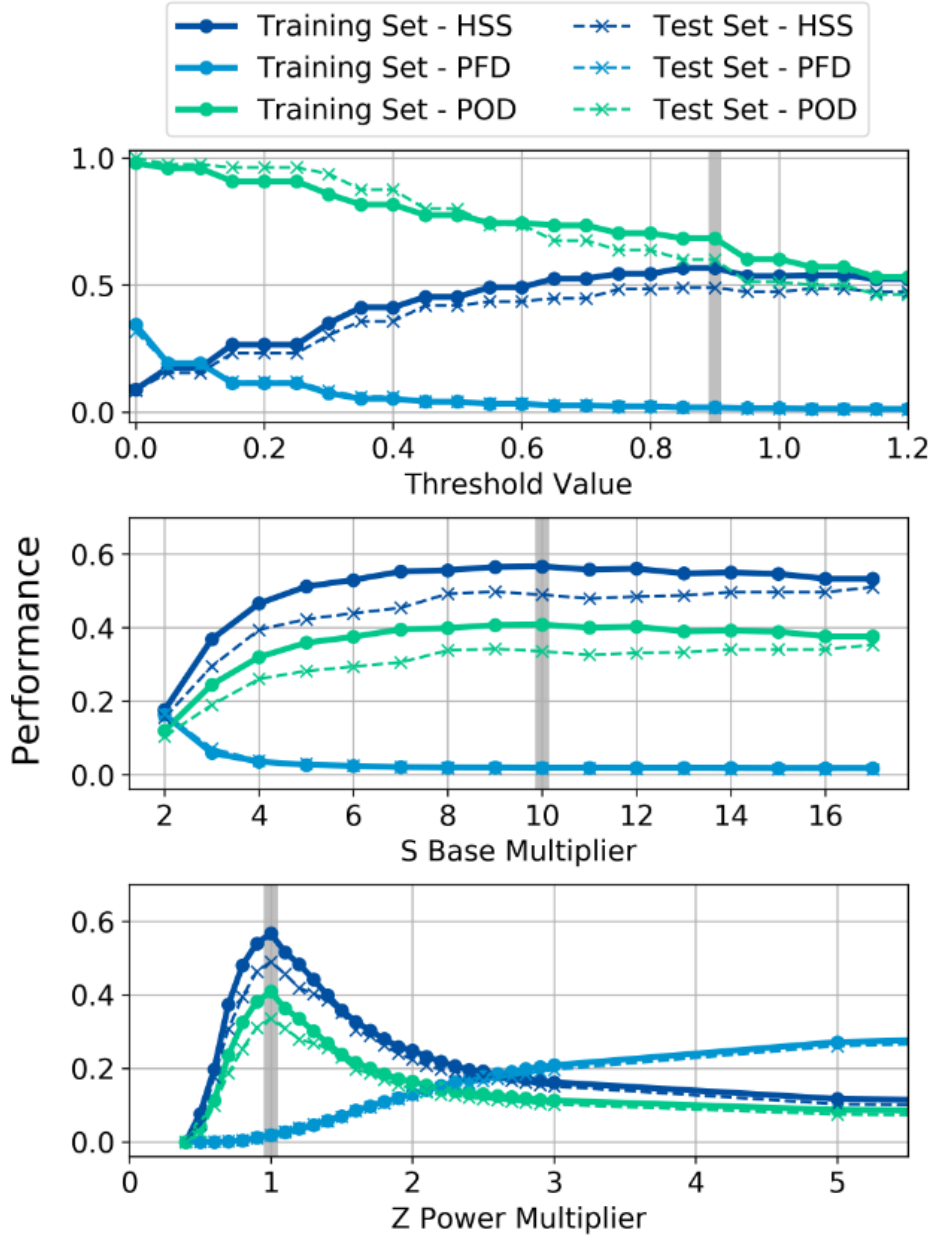 Training Set - HSS Test Set - HSS
Training Set - PFD Test Set - PFD
Training Set - POD Test Set - POD
1.0
0.5
0.0
0.0 0.2 0.4 0.6 0.8 1.0 1.2
Threshold Value
Performance
0.6
0.4
0.2
0.0
2 4 6 8 10 12 14 16
S Base Multiplier
0.6
0.4
0.2
0.0
0 1 2 3 4 5
Z Power Multiplier